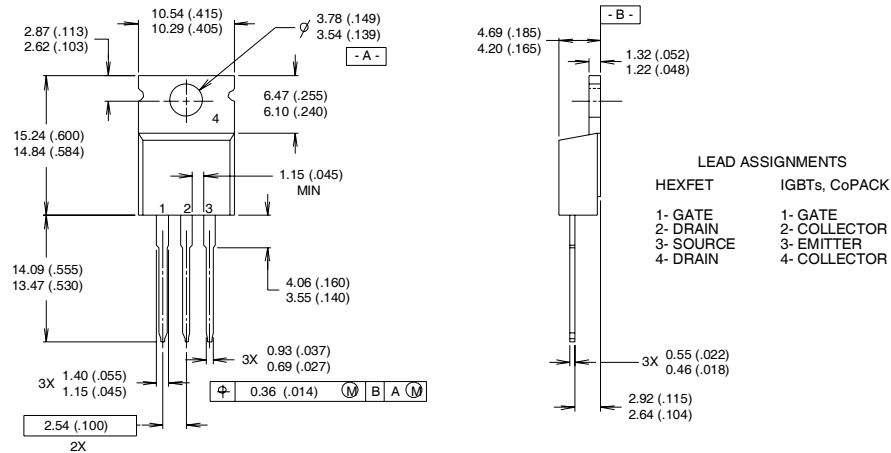 10.54 (.415)
10.29 (.405)
2.87 (.113)
2.62 (.103)
ø 3.78 (.149)
3.54 (.139)
- A -
4
6.47 (.255)
6.10 (.240)
15.24 (.600)
14.84 (.584)
1.15 (.045)
MIN
1 2 3
14.09 (.555)
13.47 (.530)
4.06 (.160)
3.55 (.140)
3X 0.93 (.037)
0.69 (.027)
3X 1.40 (.055)
1.15 (.045)
⌖ 0.36 (.014) Ⓜ B A Ⓜ
2.54 (.100)
2X
- B -
4.69 (.185)
4.20 (.165)
1.32 (.052)
1.22 (.048)
3X 0.55 (.022)
0.46 (.018)
2.92 (.115)
2.64 (.104)
LEAD ASSIGNMENTS
HEXFET
1- GATE
2- DRAIN
3- SOURCE
4- DRAIN
IGBTs, CoPACK
1- GATE
2- COLLECTOR
3- EMITTER
4- COLLECTOR